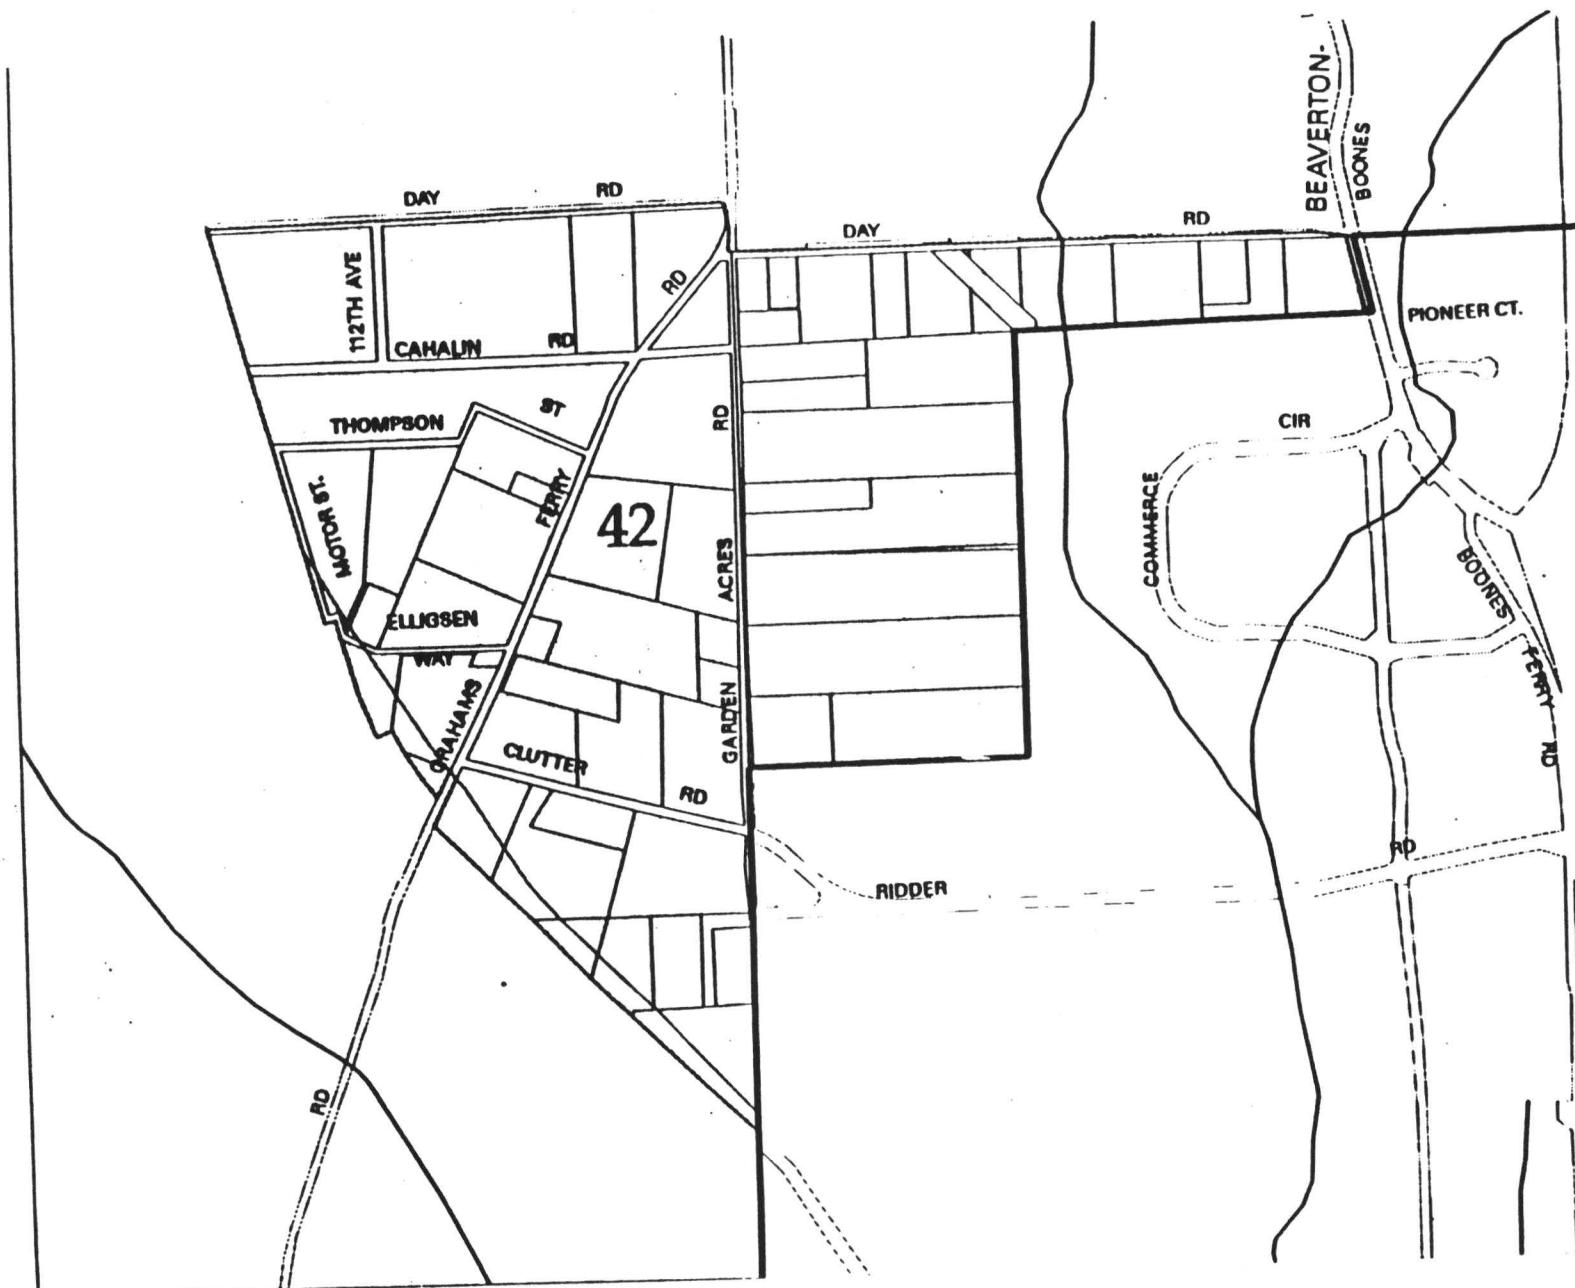 BEAVERTON-
BOONES
DAY RD
DAY RD
112TH AVE
RD
CAHALIN RD
PIONEER CT.
THOMPSON ST
RD
CIR
MOTOR ST.
FERRY
42
COMMERCE
ACRES
BOONES
ELLIGSEN
WAY
FERRY
GRAHAMS
GARDEN
RD
CLUTTER RD
RIDDER RD
RD